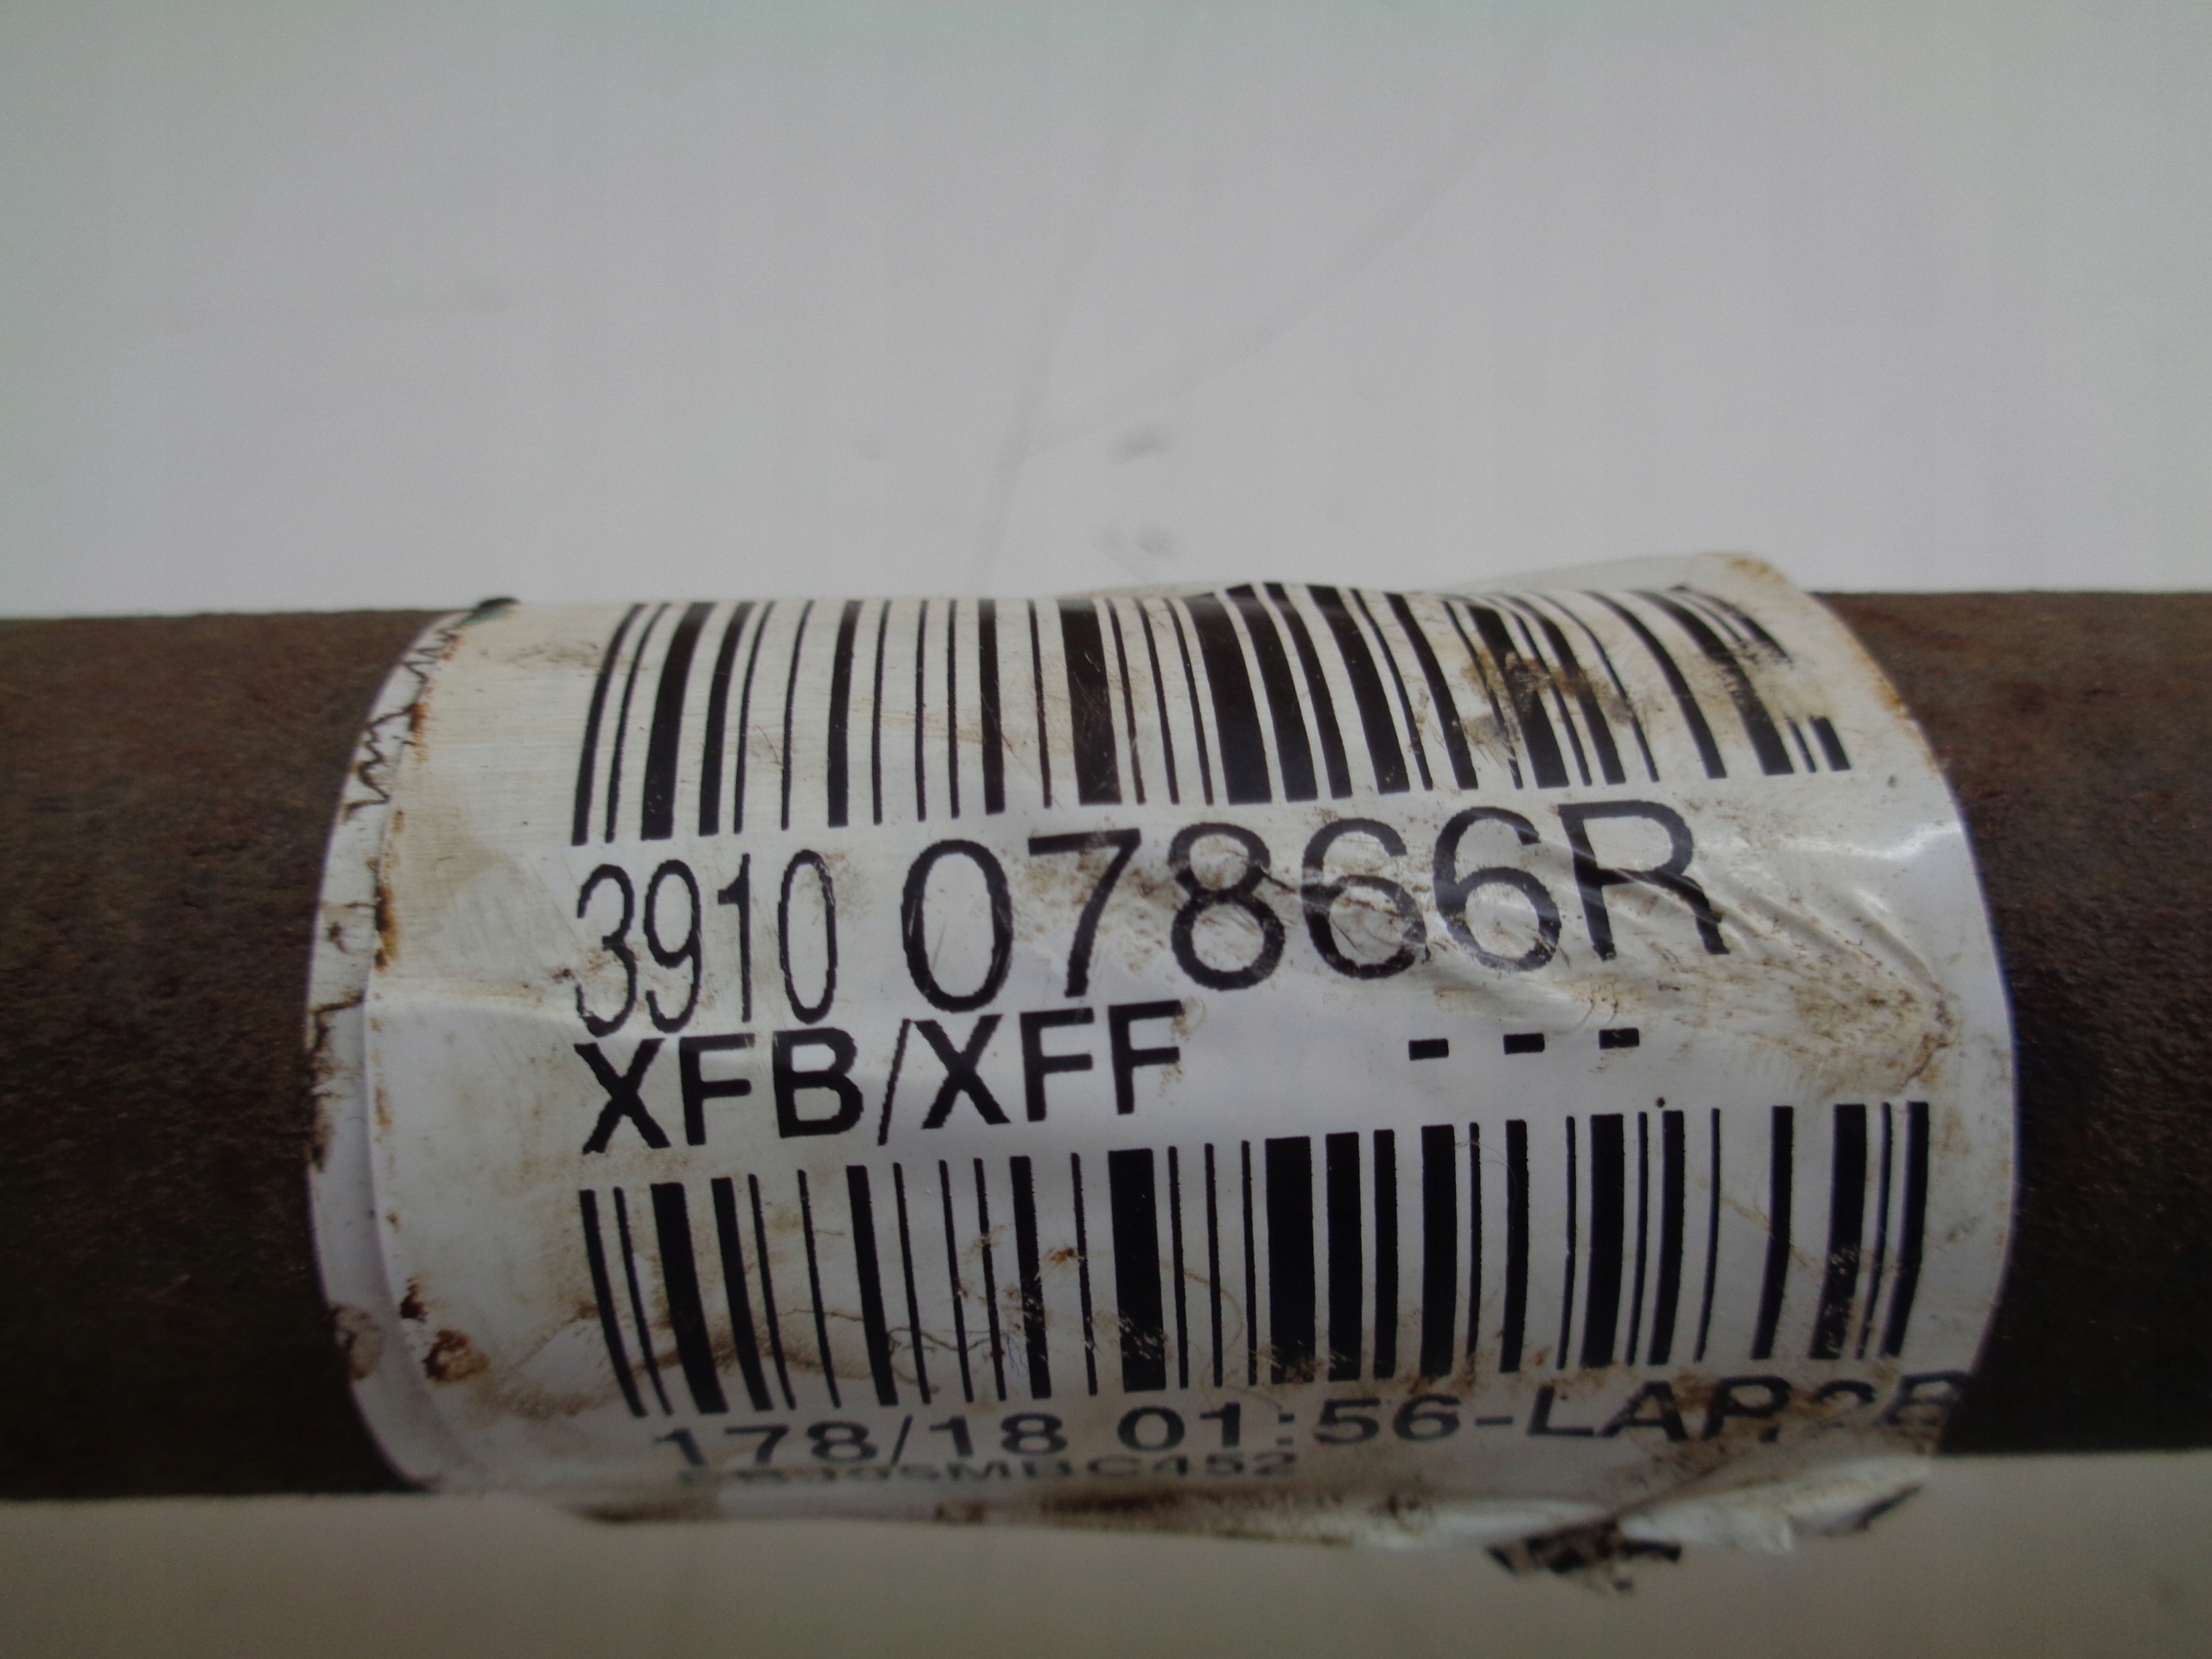 3910 07866R
XFB/XFF - - -
178/18 01:56-LAP